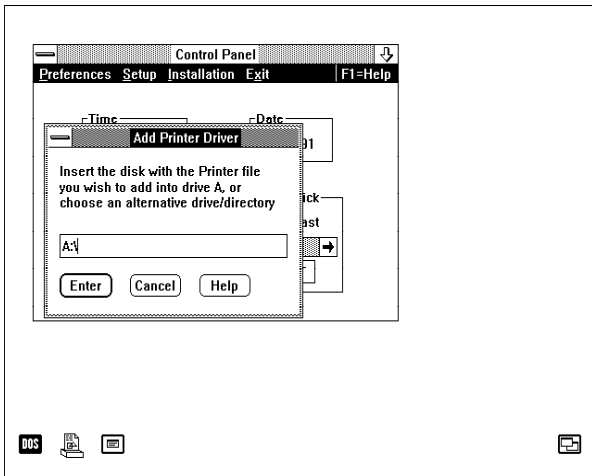 Control Panel
Preferences Setup Installation Exit F1=Help
Time Date
Add Printer Driver
91
Insert the disk with the Printer file
you wish to add into drive A, or
choose an alternative drive/directory
ick
ast
A:\
Enter Cancel Help
DOS